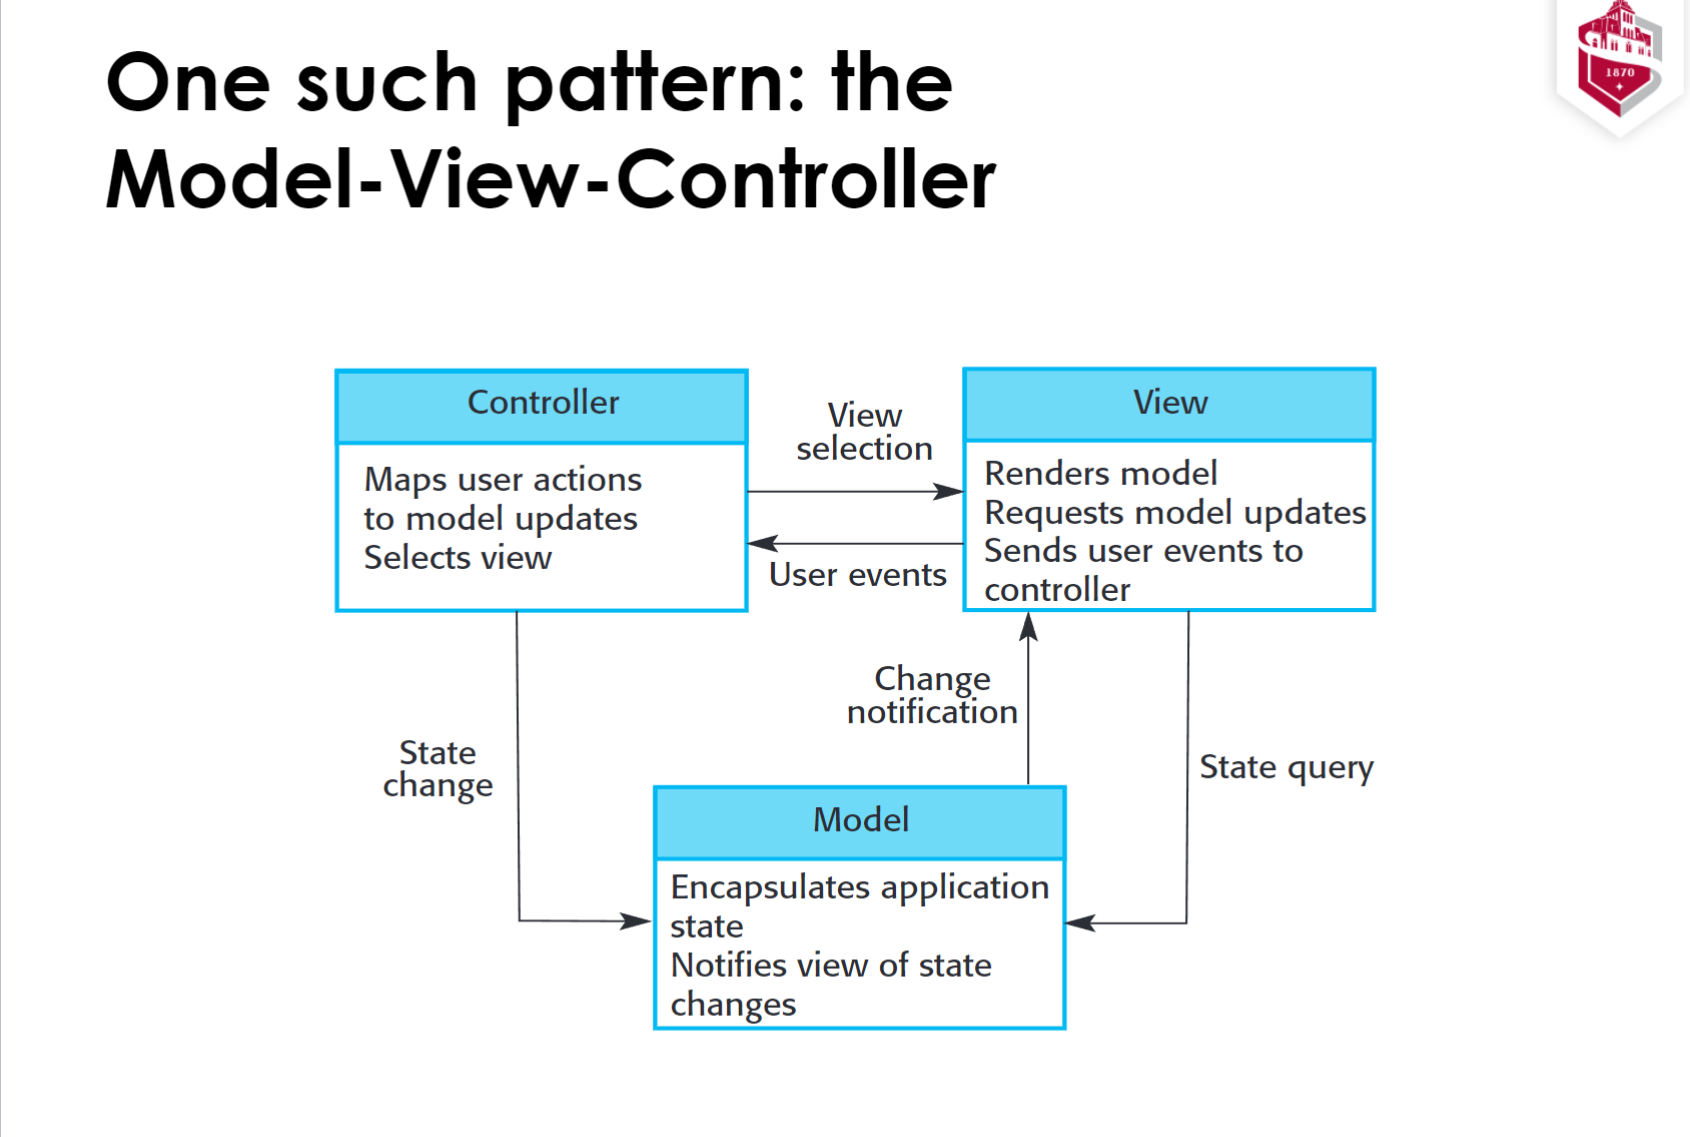 One such pattern: the
Model-View-Controller
1870
Controller
Maps user actions
to model updates
Selects view
View
selection
User events
View
Renders model
Requests model updates
Sends user events to
controller
Change
notification
State
change
State query
Model
Encapsulates application
state
Notifies view of state
changes